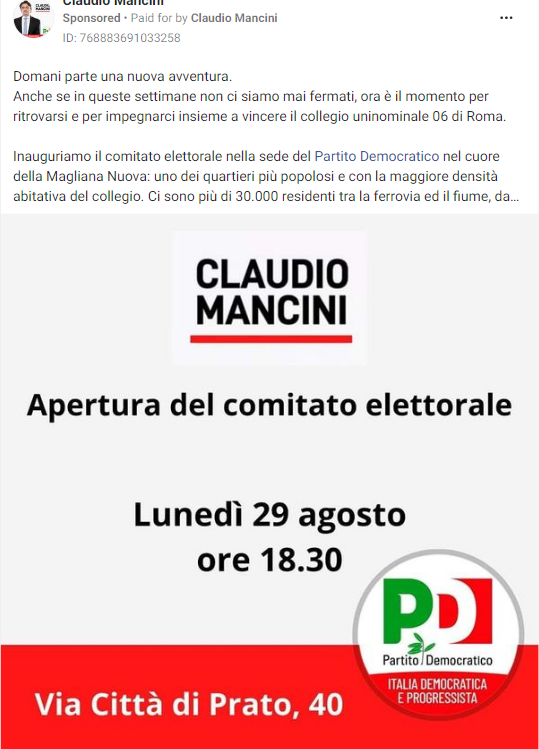 Claudio Mancini
Sponsored • Paid for by Claudio Mancini
ID: 768883691033258
CLAUDIO
MANCINI
Domani parte una nuova avventura.
Anche se in queste settimane non ci siamo mai fermati, ora è il momento per
ritrovarsi e per impegnarci insieme a vincere il collegio uninominale 06 di Roma.
Inauguriamo il comitato elettorale nella sede del Partito Democratico nel cuore
della Magliana Nuova: uno dei quartieri più popolosi e con la maggiore densità
abitativa del collegio. Ci sono più di 30.000 residenti tra la ferrovia ed il fiume, da...
CLAUDIO
MANCINI
Apertura del comitato elettorale
Lunedì 29 agosto
ore 18.30
PD
Partito Democratico
ITALIA DEMOCRATICA
E PROGRESSISTA
Via Città di Prato, 40